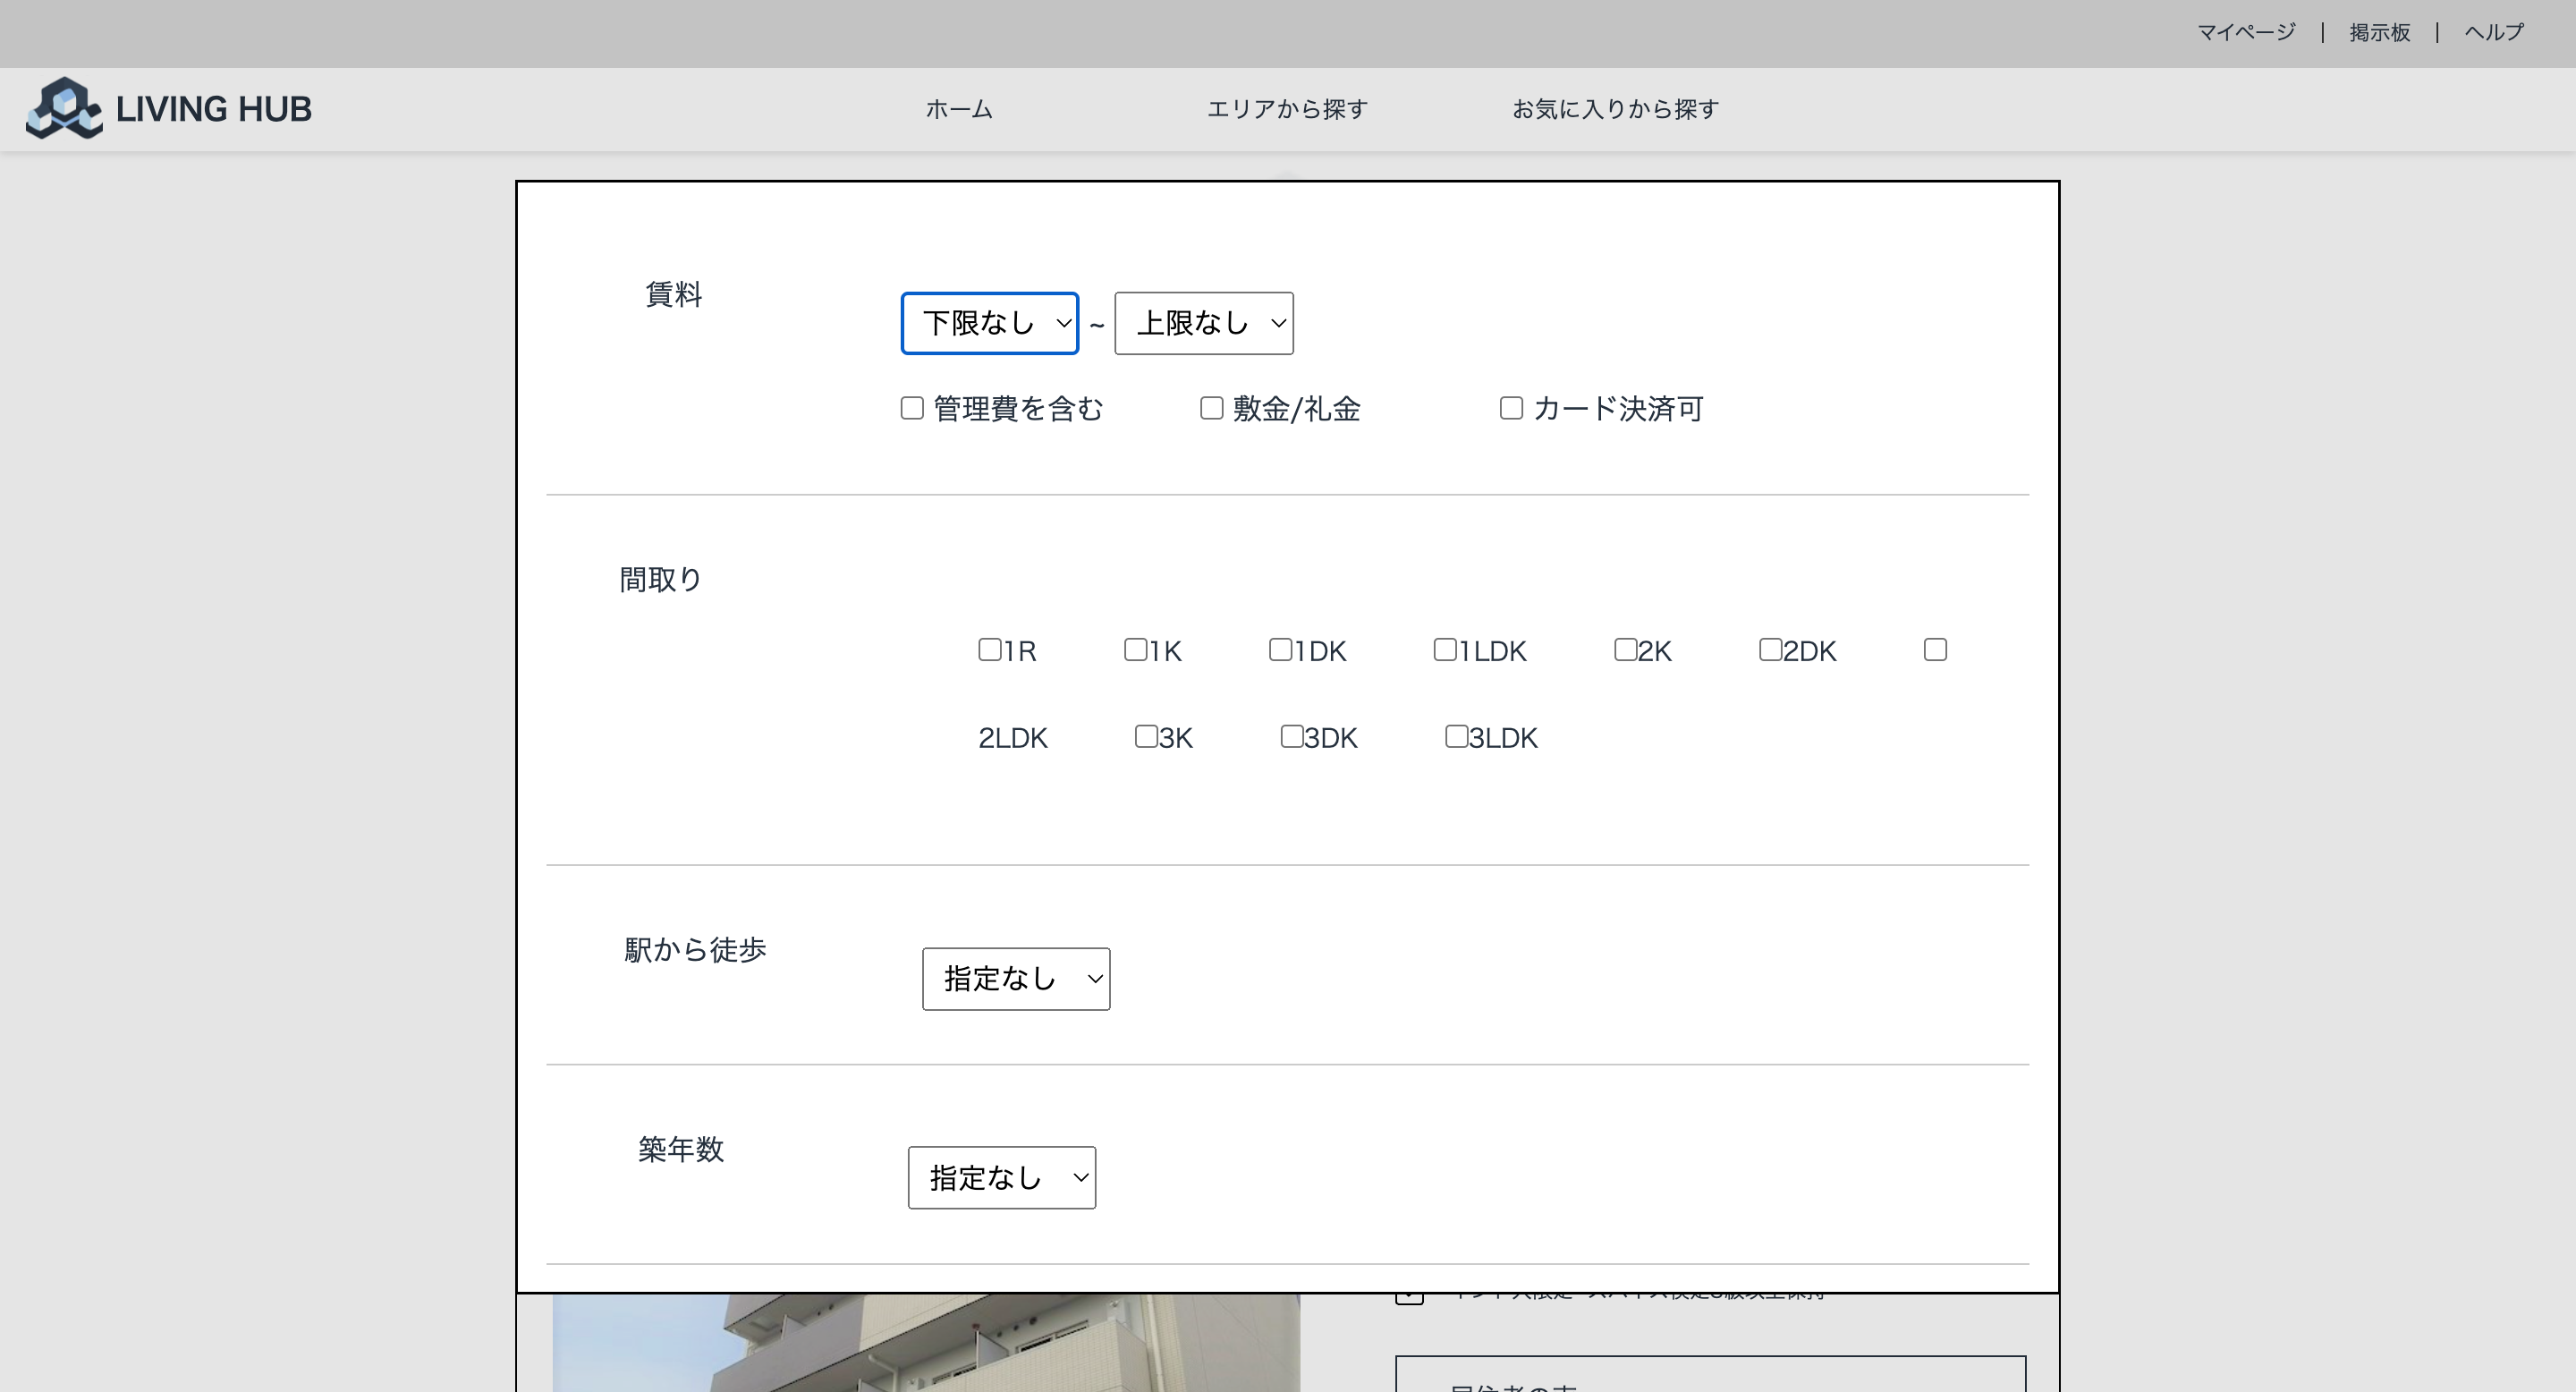 マイページ | 掲示板 | ヘルプ
LIVING HUB ホーム エリアから探す お気に入りから探す
賃料
下限なし ~ 上限なし
管理費を含む 敷金/礼金 カード決済可
間取り
1R 1K 1DK 1LDK 2K 2DK
2LDK 3K 3DK 3LDK
駅から徒歩
指定なし
築年数
指定なし